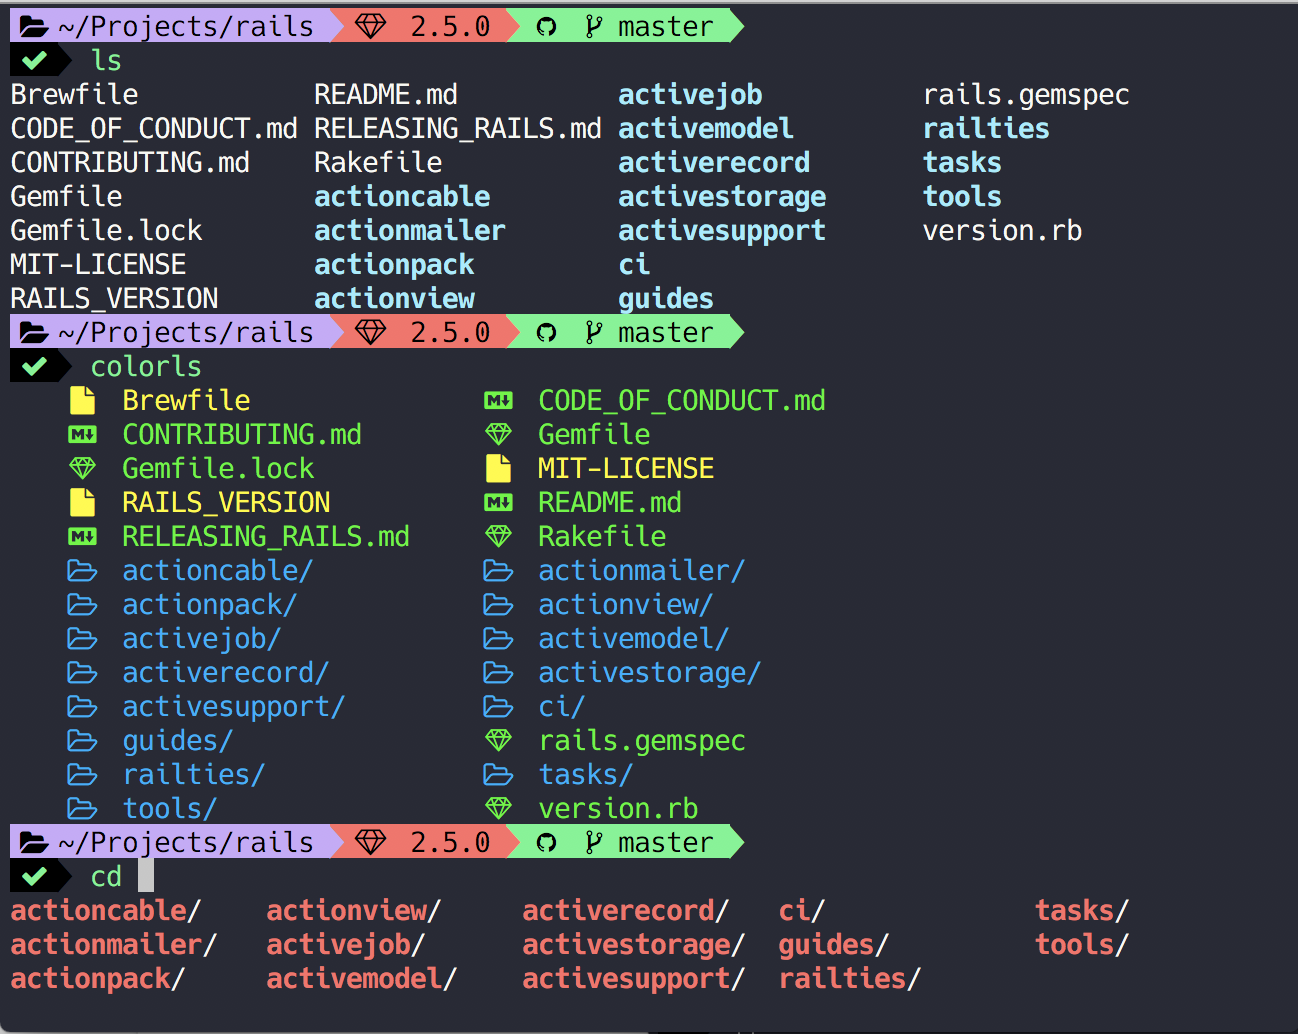 ~/Projects/rails 2.5.0 master
ls
Brewfile README.md activejob rails.gemspec
CODE_OF_CONDUCT.md RELEASING_RAILS.md activemodel railties
CONTRIBUTING.md Rakefile activerecord tasks
Gemfile actioncable activestorage tools
Gemfile.lock actionmailer activesupport version.rb
MIT-LICENSE actionpack ci
RAILS_VERSION actionview guides
~/Projects/rails 2.5.0 master
colorls
Brewfile M↓ CODE_OF_CONDUCT.md
M↓ CONTRIBUTING.md Gemfile
Gemfile.lock MIT-LICENSE
RAILS_VERSION M↓ README.md
M↓ RELEASING_RAILS.md Rakefile
actioncable/ actionmailer/
actionpack/ actionview/
activejob/ activemodel/
activerecord/ activestorage/
activesupport/ ci/
guides/ rails.gemspec
railties/ tasks/
tools/ version.rb
~/Projects/rails 2.5.0 master
cd
actioncable/ actionview/ activerecord/ ci/ tasks/
actionmailer/ activejob/ activestorage/ guides/ tools/
actionpack/ activemodel/ activesupport/ railties/